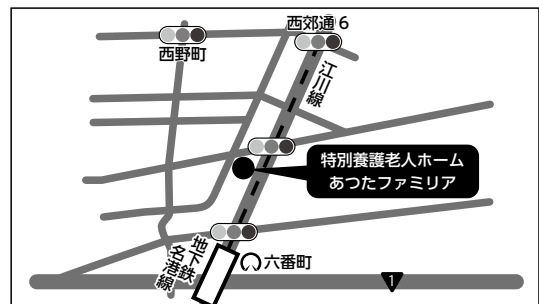 西郊通6
西野町
江川線
特別養護老人ホーム
あつたファミリア
地下鉄
名港線
六番町
1